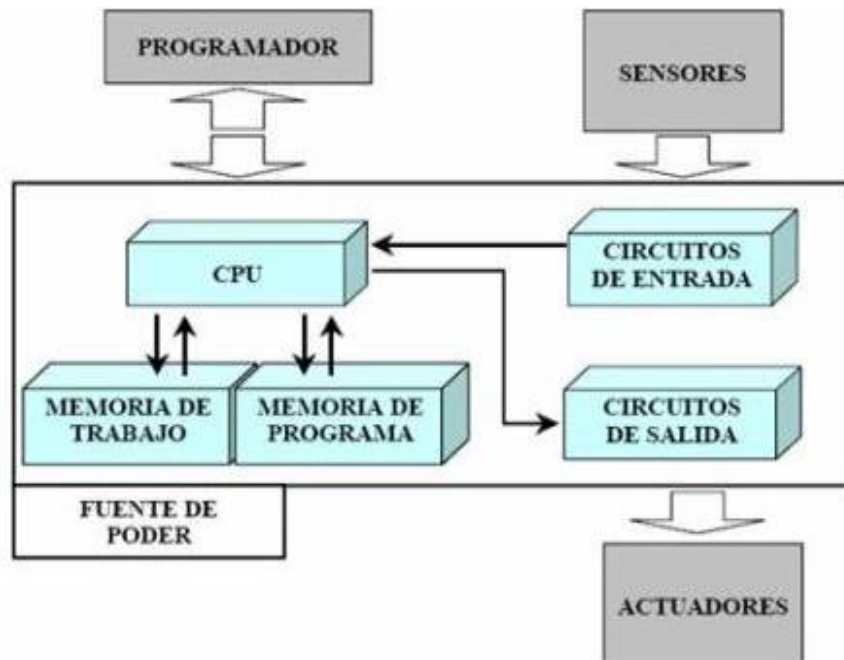 PROGRAMADOR
SENSORES
CPU
CIRCUITOS
DE ENTRADA
MEMORIA DE
TRABAJO
MEMORIA DE
PROGRAMA
CIRCUITOS
DE SALIDA
FUENTE DE
PODER
ACTUADORES